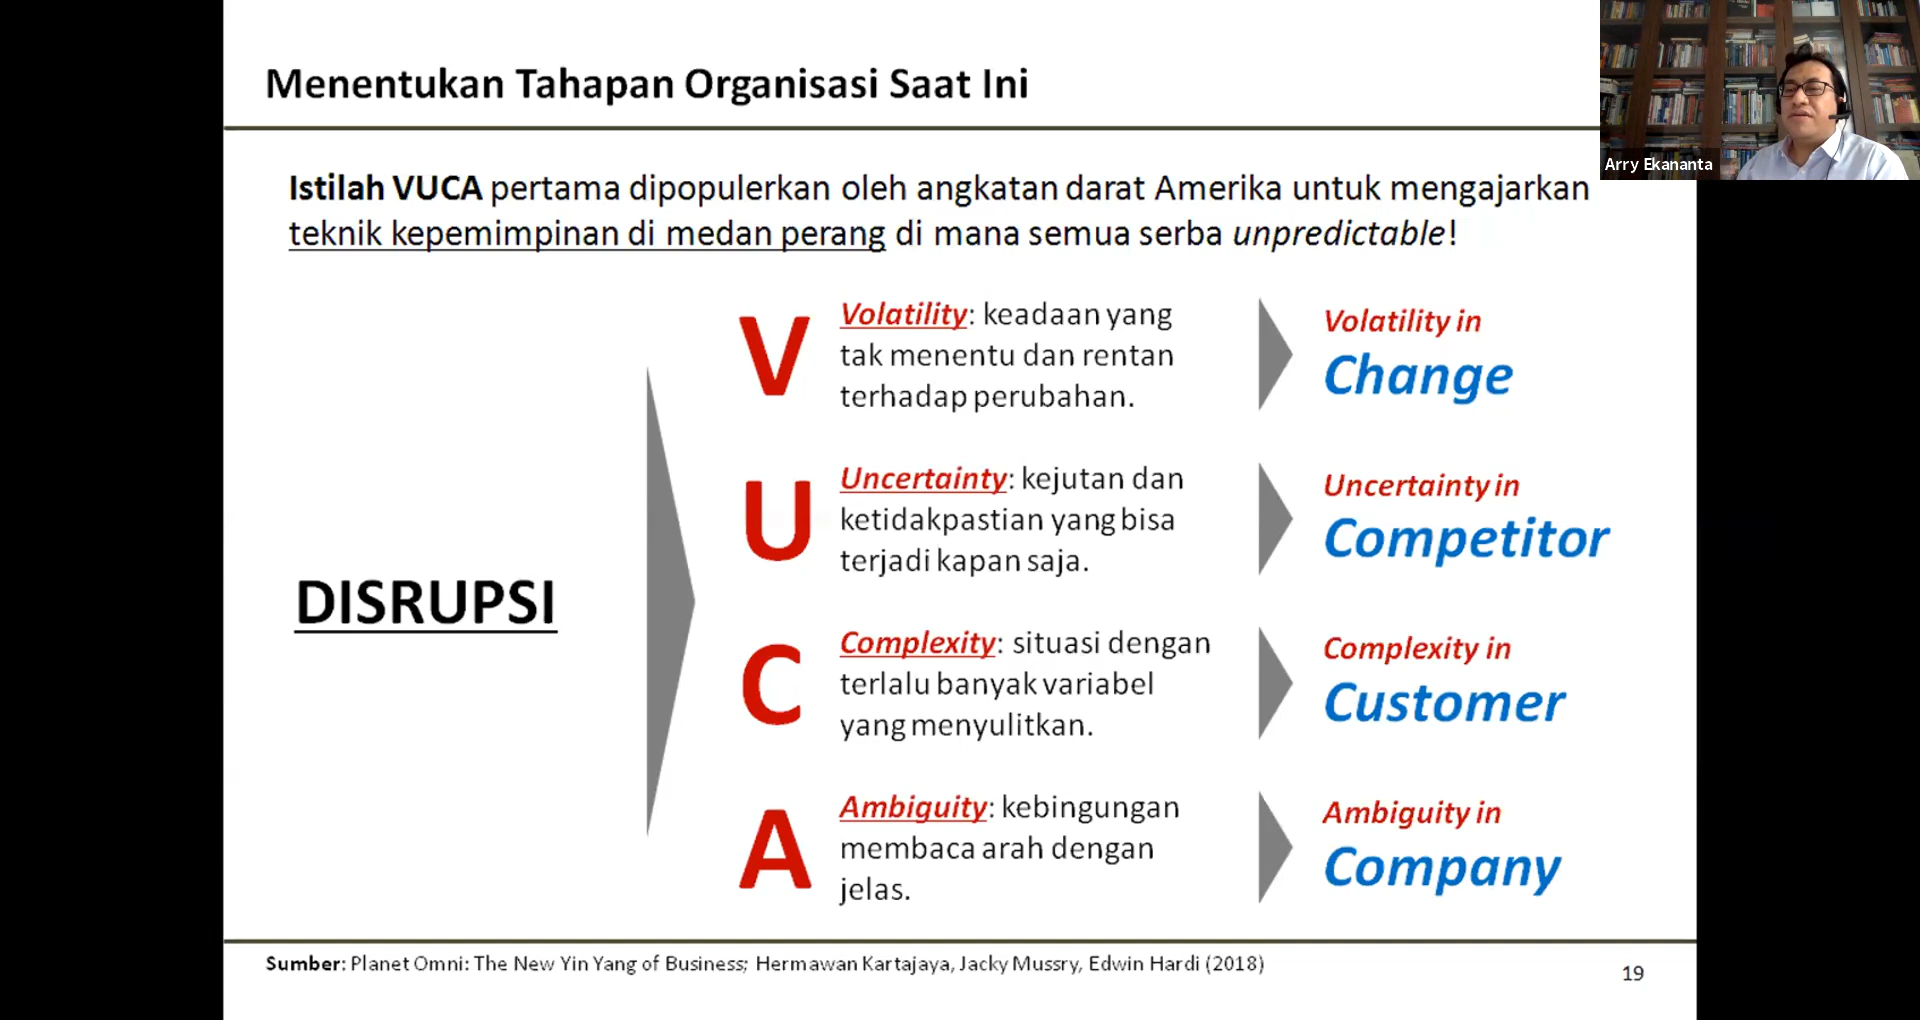 Menentukan Tahapan Organisasi Saat Ini
Arry Ekananta
Istilah VUCA pertama dipopulerkan oleh angkatan darat Amerika untuk mengajarkan
teknik kepemimpinan di medan perang di mana semua serba unpredictable!
DISRUPSI
V
Volatility: keadaan yang
tak menentu dan rentan
terhadap perubahan.
Volatility in
Change
U
Uncertainty: kejutan dan
ketidakpastian yang bisa
terjadi kapan saja.
Uncertainty in
Competitor
C
Complexity: situasi dengan
terlalu banyak variabel
yang menyulitkan.
Complexity in
Customer
A
Ambiguity: kebingungan
membaca arah dengan
jelas.
Ambiguity in
Company
Sumber: Planet Omni: The New Yin Yang of Business; Hermawan Kartajaya, Jacky Mussry, Edwin Hardi (2018)
19